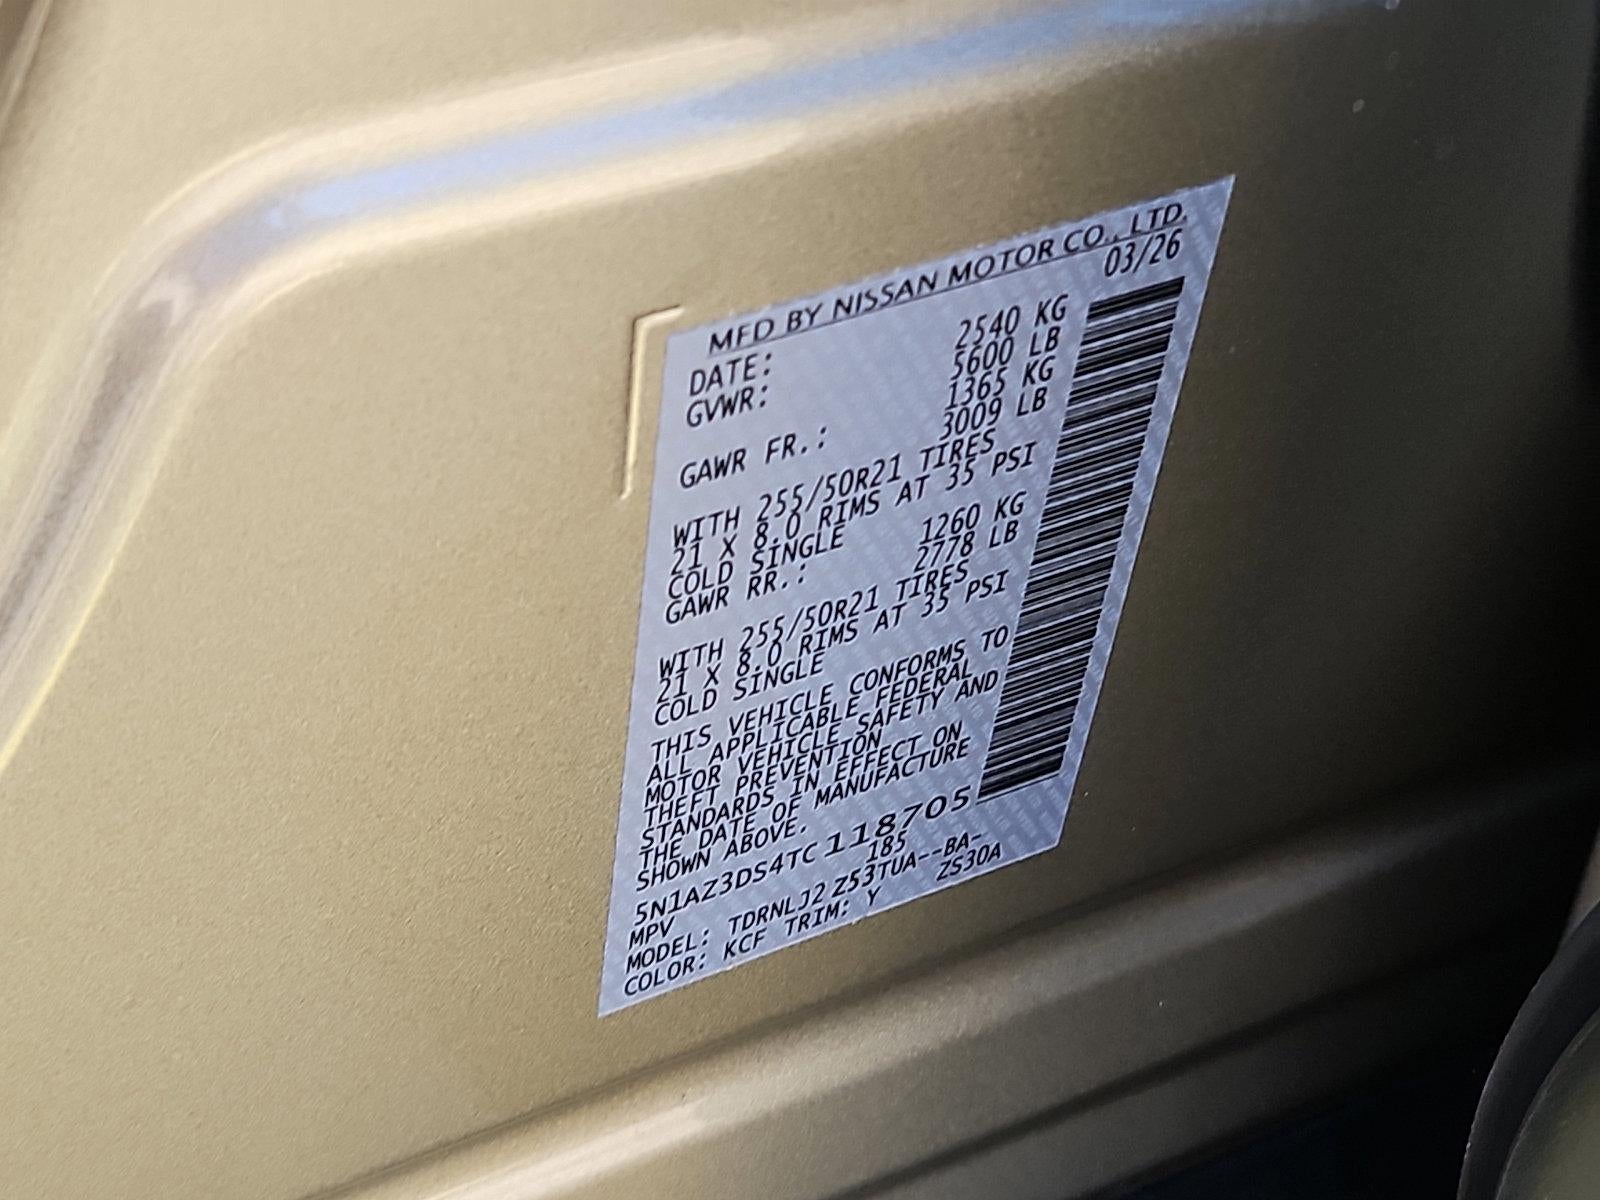 MFD BY NISSAN MOTOR CO., LTD.
DATE: 03/26
GVWR: 2540 KG
5600 LB
GAWR FR.: 1365 KG
3009 LB
WITH 255/50R21 TIRES
21 X 8.0 RIMS AT 35 PSI
COLD SINGLE
GAWR RR.: 1260 KG
2778 LB
WITH 255/50R21 TIRES
21 X 8.0 RIMS AT 35 PSI
COLD SINGLE
THIS VEHICLE CONFORMS TO
ALL APPLICABLE FEDERAL
MOTOR VEHICLE SAFETY AND
THEFT PREVENTION
STANDARDS IN EFFECT ON
THE DATE OF MANUFACTURE
SHOWN ABOVE.
5N1AZ3DS4TC118705
MPV 185
MODEL: TDRNLJ2 Z53TUA--BA-
COLOR: KCF TRIM: Y ZS30A